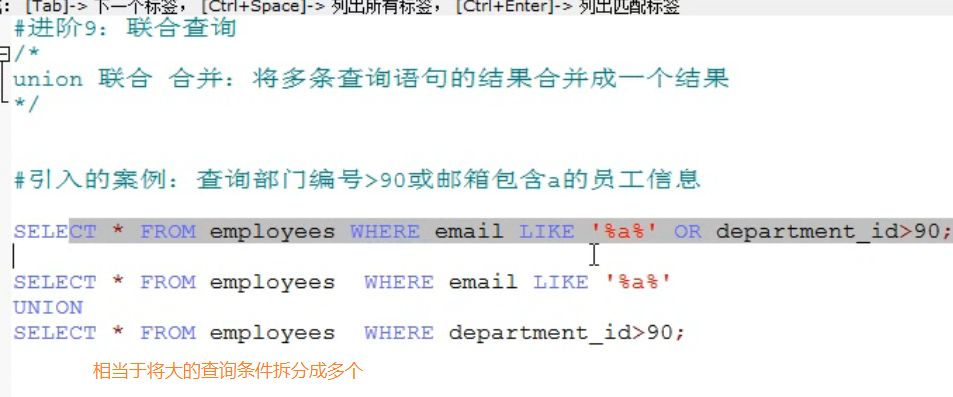 [Tab]-> 下一个标签， [Ctrl+Space]-> 列出所有标签， [Ctrl+Enter]-> 列出匹配标签
#进阶9：联合查询
/*
union 联合 合并：将多条查询语句的结果合并成一个结果
*/
#引入的案例：查询部门编号>90或邮箱包含a的员工信息
SELECT * FROM employees WHERE email LIKE '%a%' OR department_id>90;
SELECT * FROM employees  WHERE email LIKE '%a%'
UNION
SELECT * FROM employees  WHERE department_id>90;
相当于将大的查询条件拆分成多个